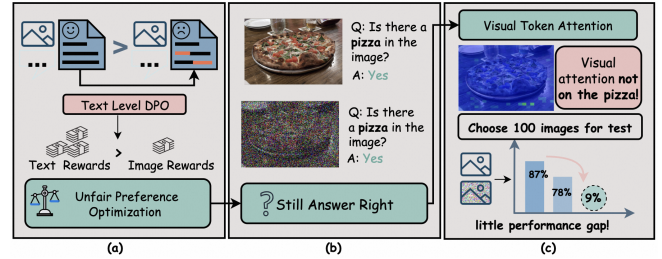 ...
>
...
Text Level DPO
Text Rewards
>
Image Rewards
Unfair Preference
Optimization
(a)
Q: Is there a
pizza in the
image?
A: Yes
Q: Is there
a pizza in the
image?
A: Yes
? Still Answer Right
(b)
Visual Token Attention
Visual
attention not
on the pizza!
Choose 100 images for test
87%
78%
9%
little performance gap!
(c)